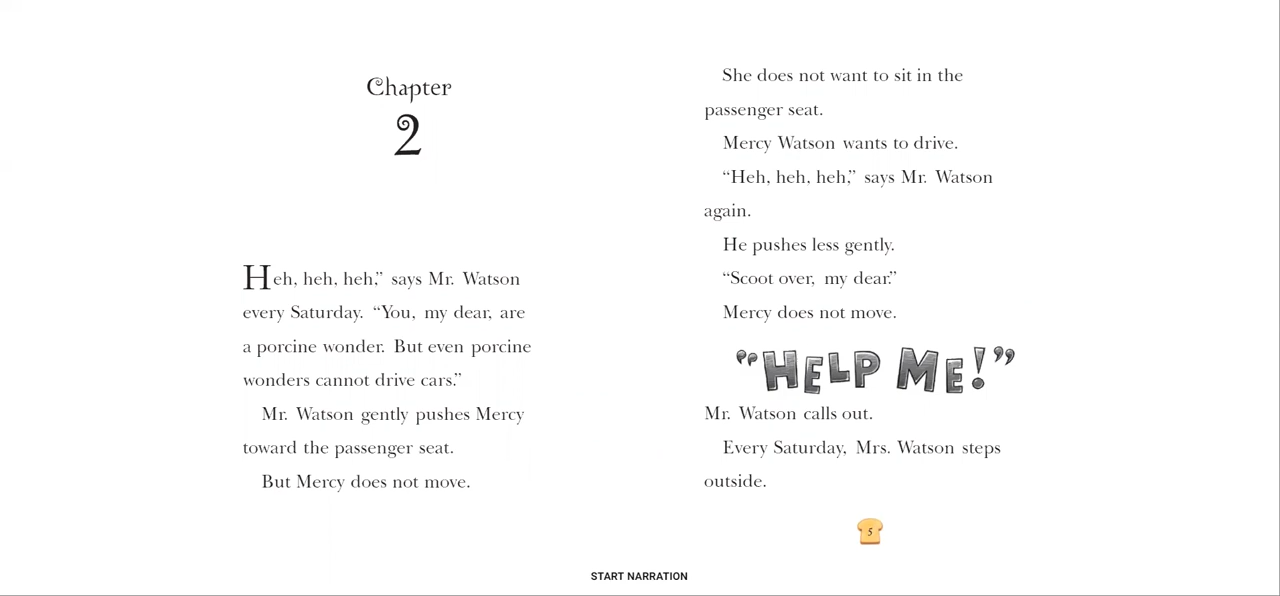 Chapter
2
Heh, heh, heh,” says Mr. Watson
every Saturday. “You, my dear, are
a porcine wonder. But even porcine
wonders cannot drive cars.”
Mr. Watson gently pushes Mercy
toward the passenger seat.
But Mercy does not move.
She does not want to sit in the
passenger seat.
Mercy Watson wants to drive.
“Heh, heh, heh,” says Mr. Watson
again.
He pushes less gently.
“Scoot over, my dear.”
Mercy does not move.
“HELP ME!”
Mr. Watson calls out.
Every Saturday, Mrs. Watson steps
outside.
5
START NARRATION